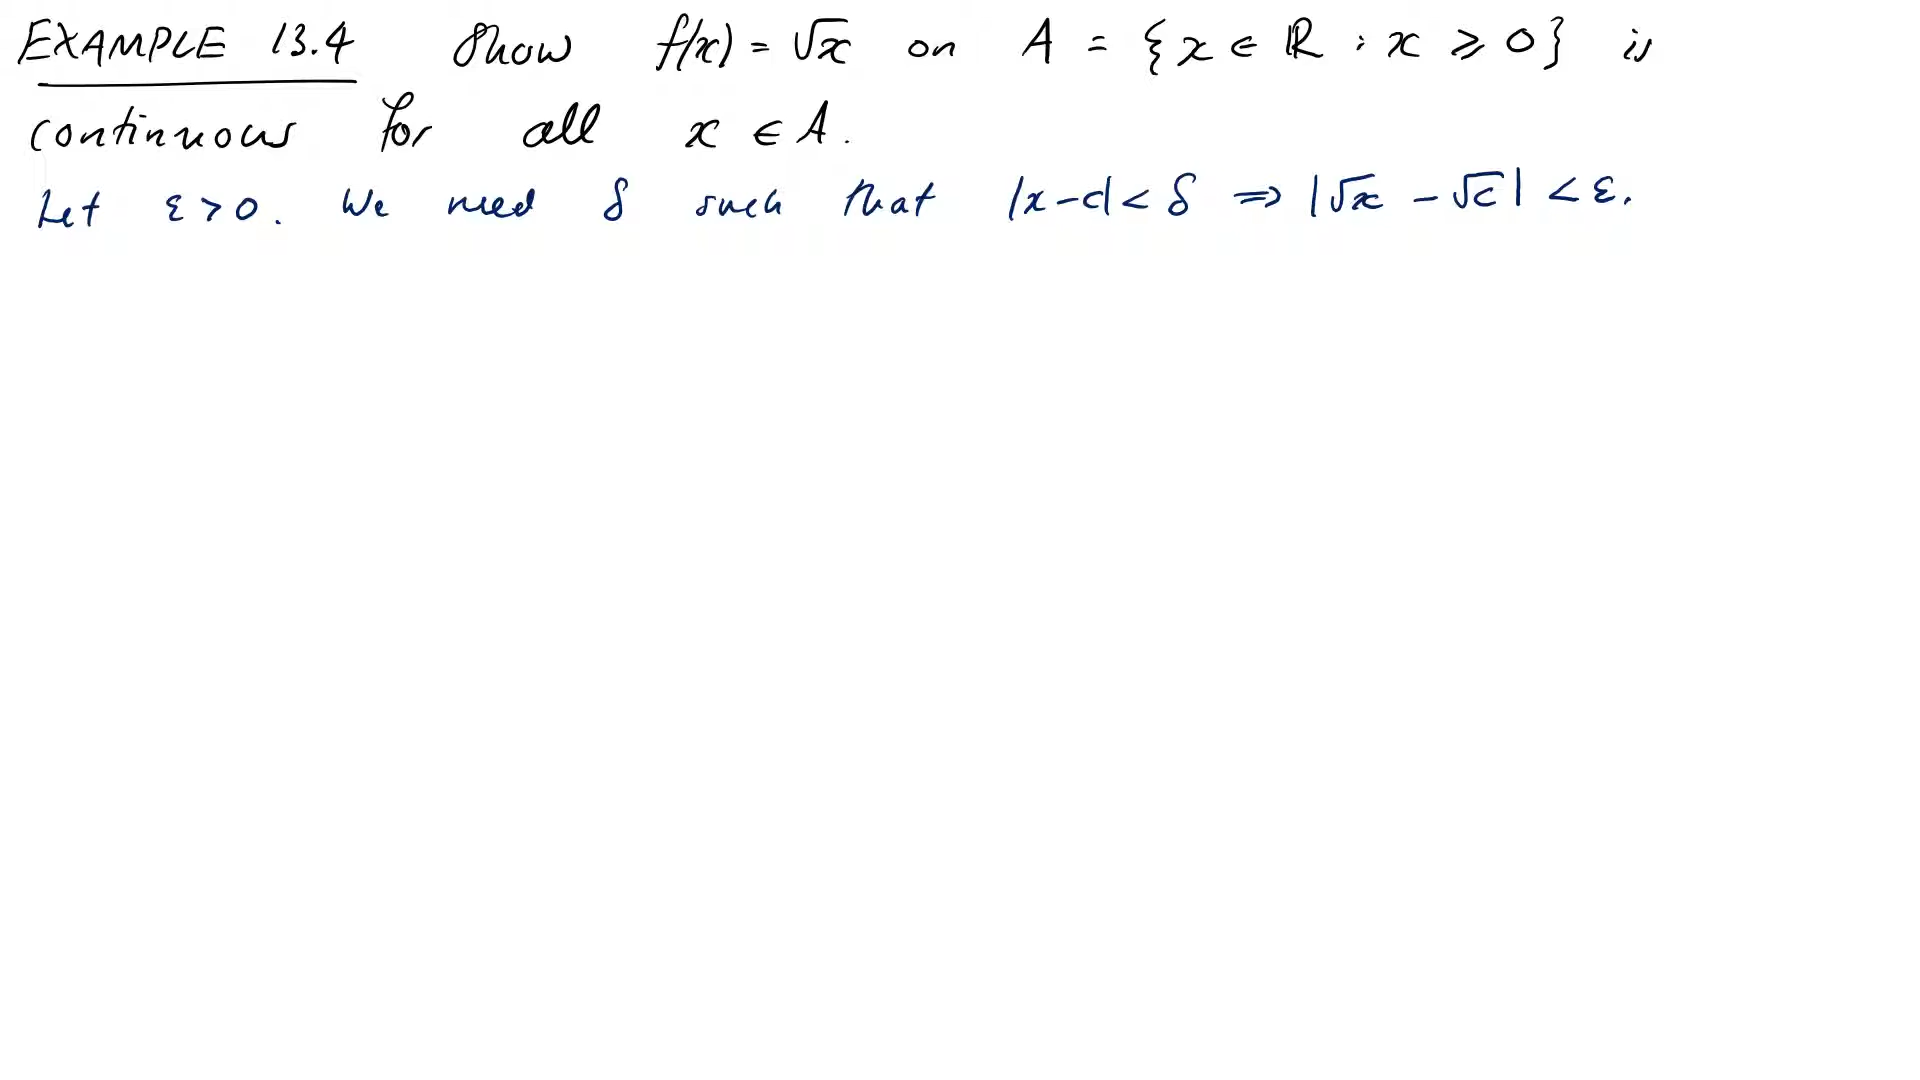 EXAMPLE 13.4 Show f(x) = √x on A = {x ∈ ℝ : x ⩾ 0} is
continuous for all x ∈ A.
Let ε > 0. We need δ such that |x - c| < δ ⇒ |√x - √c| < ε.